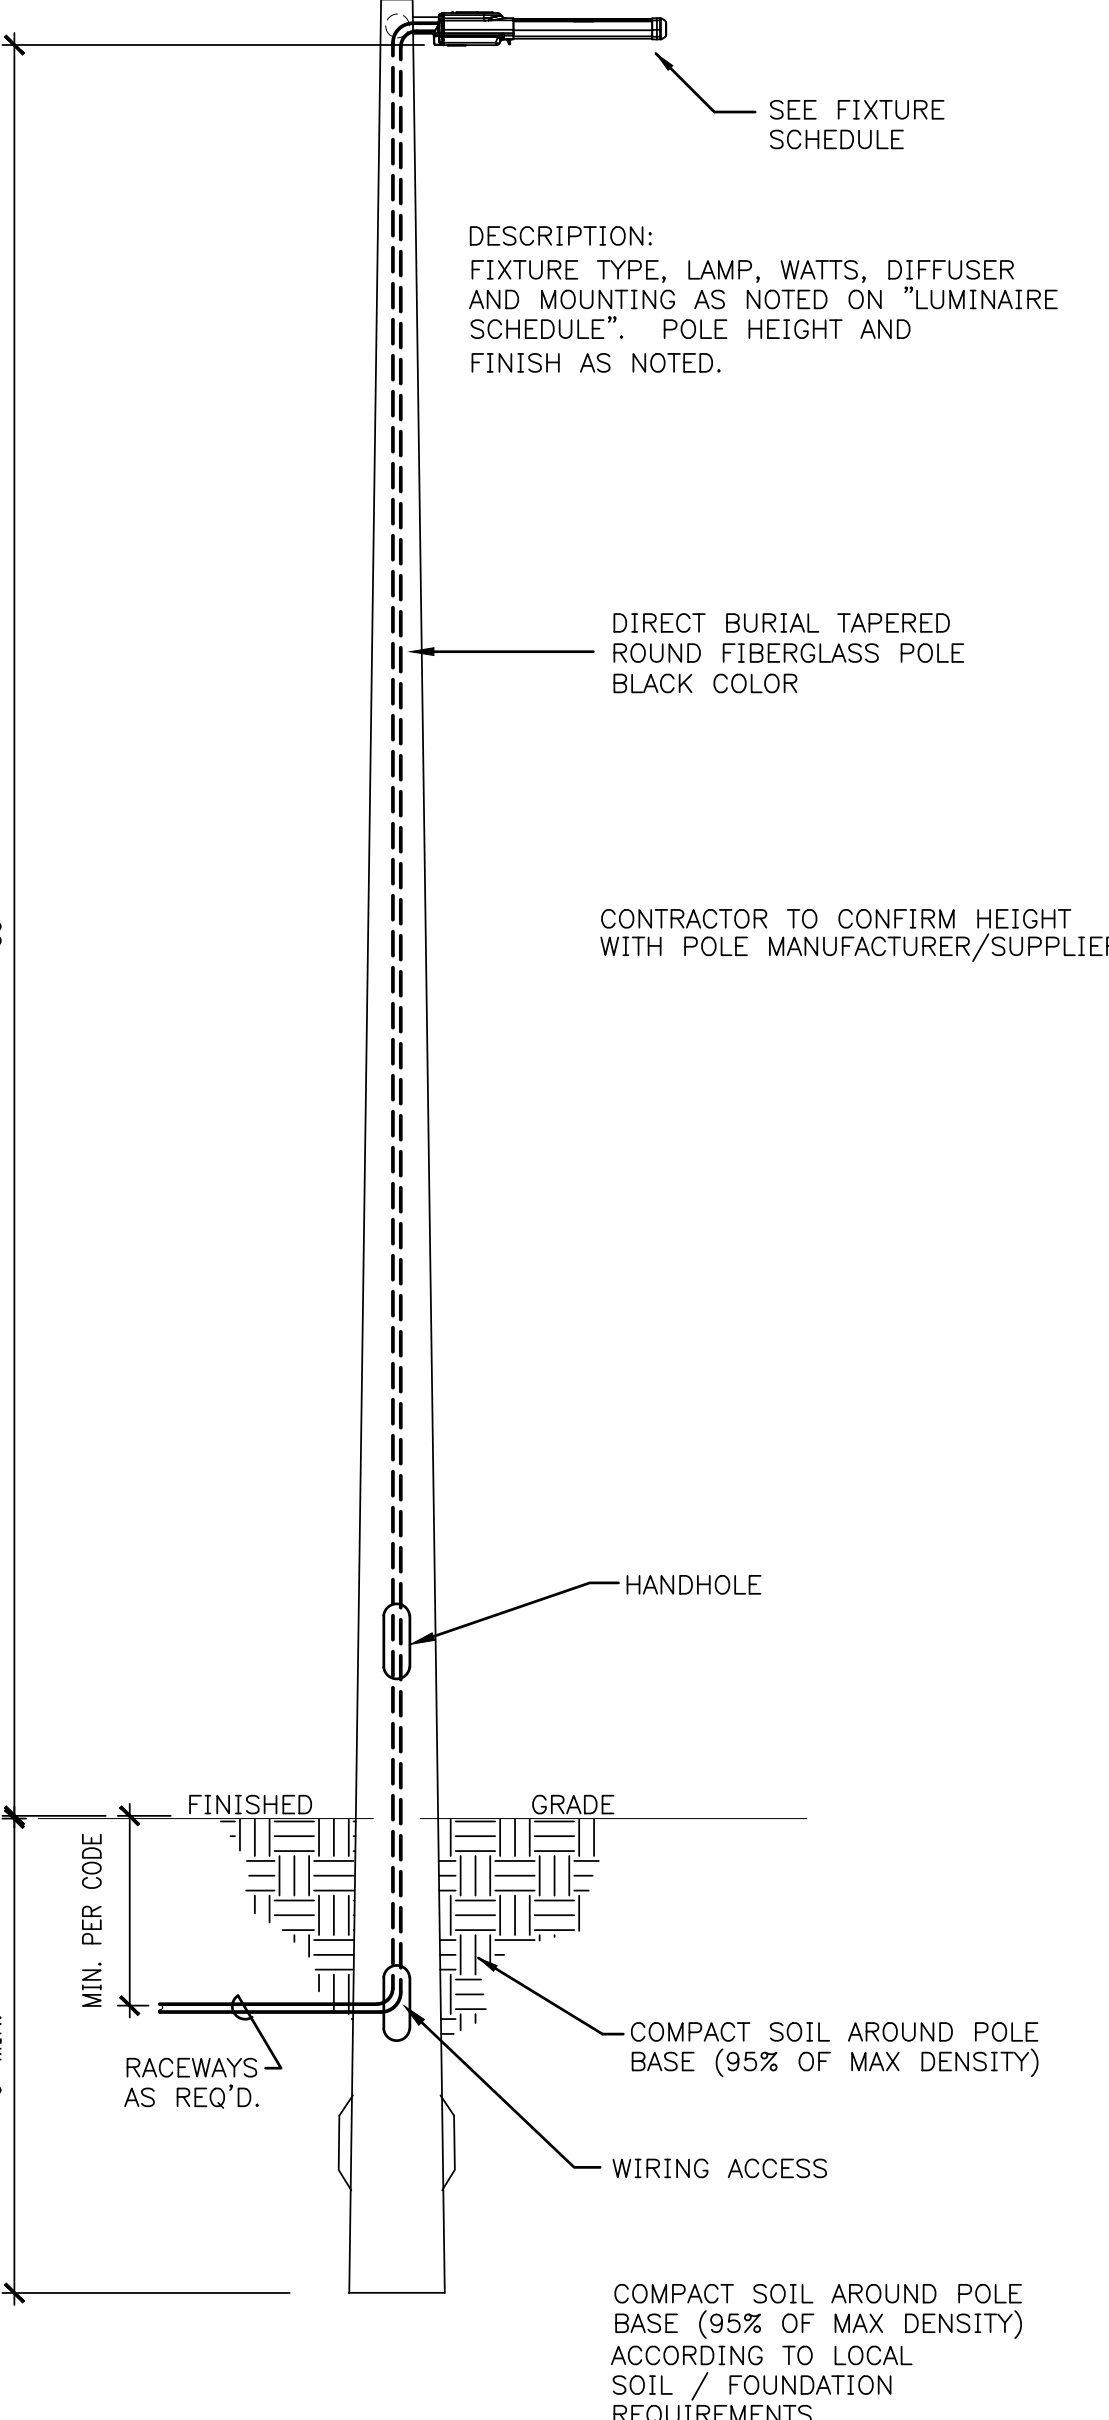 SEE FIXTURE
SCHEDULE
DESCRIPTION:
FIXTURE TYPE, LAMP, WATTS, DIFFUSER
AND MOUNTING AS NOTED ON "LUMINAIRE
SCHEDULE". POLE HEIGHT AND
FINISH AS NOTED.
DIRECT BURIAL TAPERED
ROUND FIBERGLASS POLE
BLACK COLOR
CONTRACTOR TO CONFIRM HEIGHT
WITH POLE MANUFACTURER/SUPPLIER
HANDHOLE
FINISHED GRADE
MIN. PER CODE
RACEWAYS
AS REQ'D.
COMPACT SOIL AROUND POLE
BASE (95% OF MAX DENSITY)
WIRING ACCESS
COMPACT SOIL AROUND POLE
BASE (95% OF MAX DENSITY)
ACCORDING TO LOCAL
SOIL / FOUNDATION
REQUIREMENTS